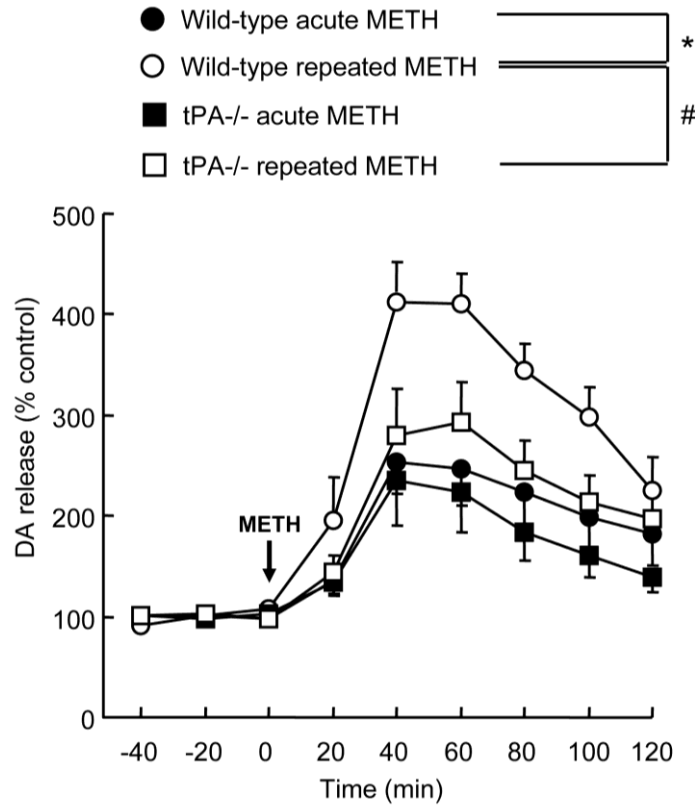 Wild-type acute METH
*
Wild-type repeated METH
#
tPA-/- acute METH
tPA-/- repeated METH
500
400
300
200
100
0
DA release (% control)
METH
-40 -20 0 20 40 60 80 100 120
Time (min)